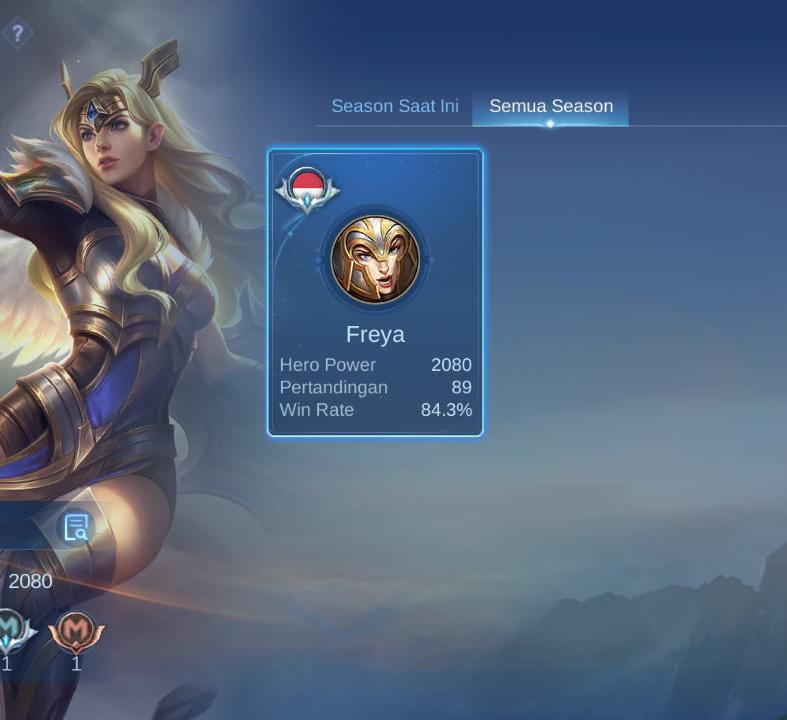 ?
Season Saat Ini
Semua Season
Freya
Hero Power 2080
Pertandingan 89
Win Rate 84.3%
2080
M M
1 1